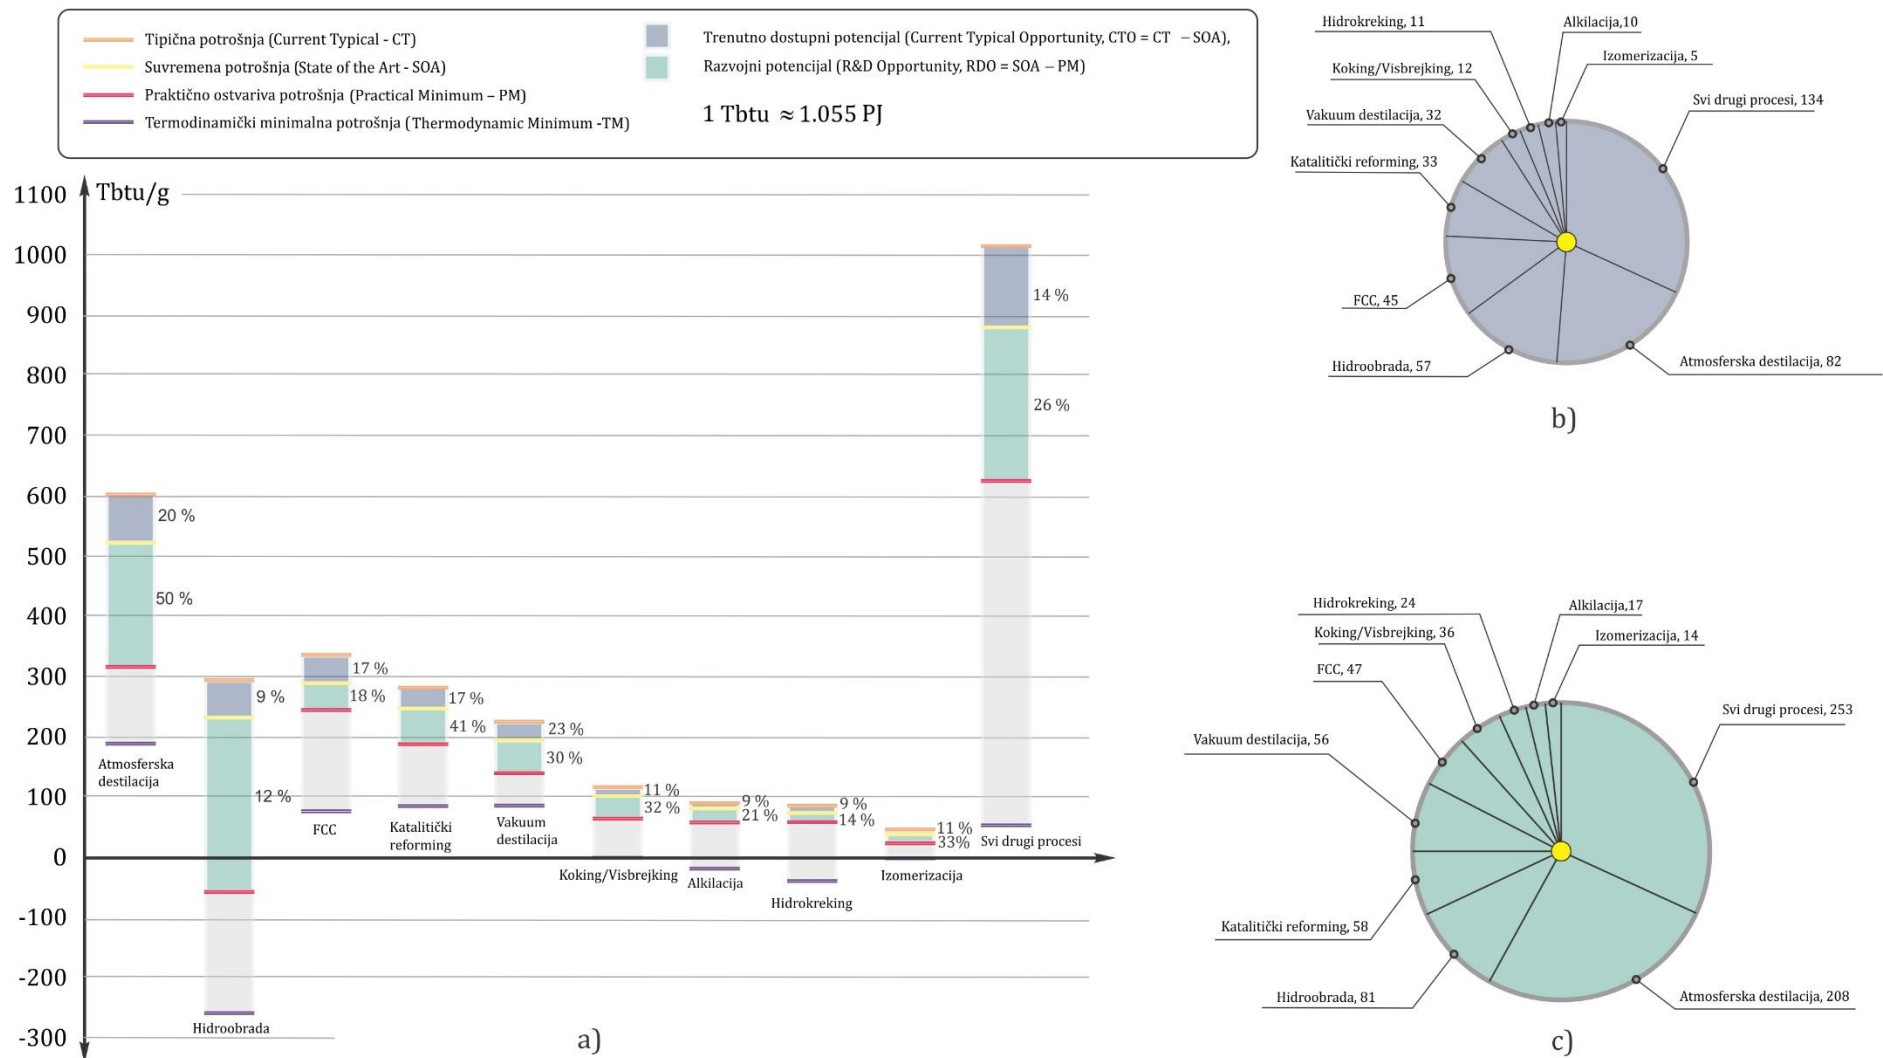 Tipična potrošnja (Current Typical - CT)
Suvremena potrošnja (State of the Art - SOA)
Praktično ostvariva potrošnja (Practical Minimum – PM)
Termodinamički minimalna potrošnja (Thermodynamic Minimum -TM)
Trenutno dostupni potencijal (Current Typical Opportunity, CTO = CT – SOA),
Razvojni potencijal (R&D Opportunity, RDO = SOA – PM)
1 Tbtu ≈ 1.055 PJ
Tbtu/g
1100
1000
900
800
700
600
500
400
300
200
100
0
-100
-200
-300
20 %
50 %
Atmosferska
destilacija
9 %
12 %
Hidroobrada
17 %
18 %
FCC
17 %
41 %
Katalitički
reforming
23 %
30 %
Vakuum
destilacija
11 %
32 %
Koking/Visbrejking
9 %
21 %
Alkilacija
9 %
14 %
Hidrokreking
11 %
33%
Izomerizacija
14 %
26 %
Svi drugi procesi
a)
Hidrokreking, 11
Alkilacija,10
Izomerizacija, 5
Koking/Visbrejking, 12
Svi drugi procesi, 134
Vakuum destilacija, 32
Katalitički reforming, 33
FCC, 45
Hidroobrada, 57
Atmosferska destilacija, 82
b)
Hidrokreking, 24
Alkilacija,17
Koking/Visbrejking, 36
Izomerizacija, 14
FCC, 47
Svi drugi procesi, 253
Vakuum destilacija, 56
Katalitički reforming, 58
Hidroobrada, 81
Atmosferska destilacija, 208
c)